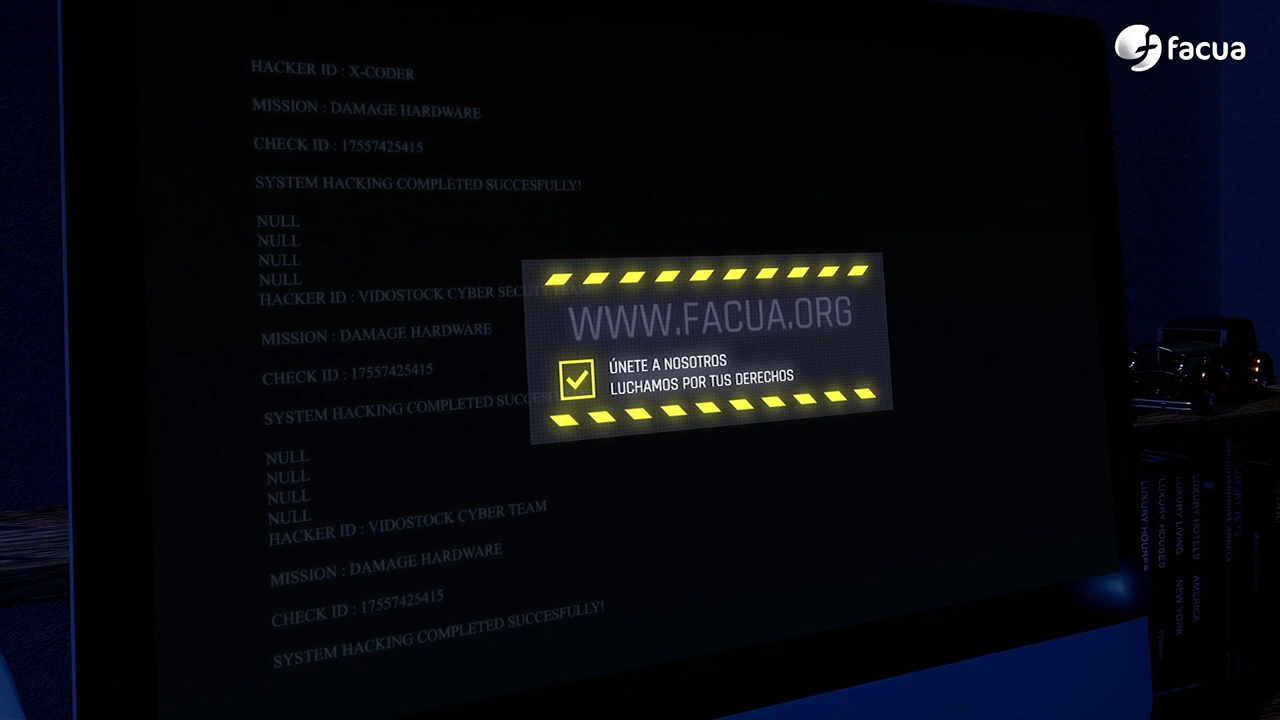 facua
HACKER ID : X-CODER
MISSION : DAMAGE HARDWARE
CHECK ID : 17557425415
SYSTEM HACKING COMPLETED SUCCESFULLY!
NULL
NULL
NULL
NULL
HACKER ID : VIDOSTOCK CYBER
MISSION : DAMAGE HARDWARE
CHECK ID : 17557425415
SYSTEM HACKING COMPLETED
NULL
NULL
NULL
NULL
HACKER ID : VIDOSTOCK CYBER TEAM
MISSION : DAMAGE HARDWARE
CHECK ID : 17557425415
SYSTEM HACKING COMPLETED SUCCESFULLY!
WWW.FACUA.ORG
ÚNETE A NOSOTROS
LUCHAMOS POR TUS DERECHOS
LUXURY HOUSES
LUXURY LIVING NEW YORK
LUXURY HOTELS AMERICA
LUXURY TOYS